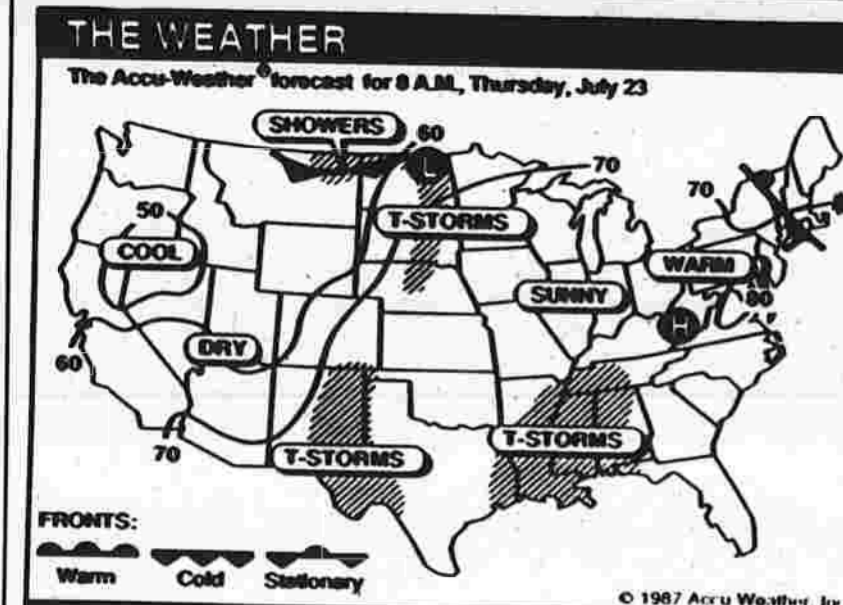 THE WEATHER
The Accu-Weather® forecast for 8 A.M., Thursday, July 23
SHOWERS
60
L
70
70
50
T-STORMS
COOL
WARM
SUNNY
80
H
DRY
60
70
T-STORMS
T-STORMS
FRONTS:
Warm Cold Stationary
© 1987 Accu Weather, Inc